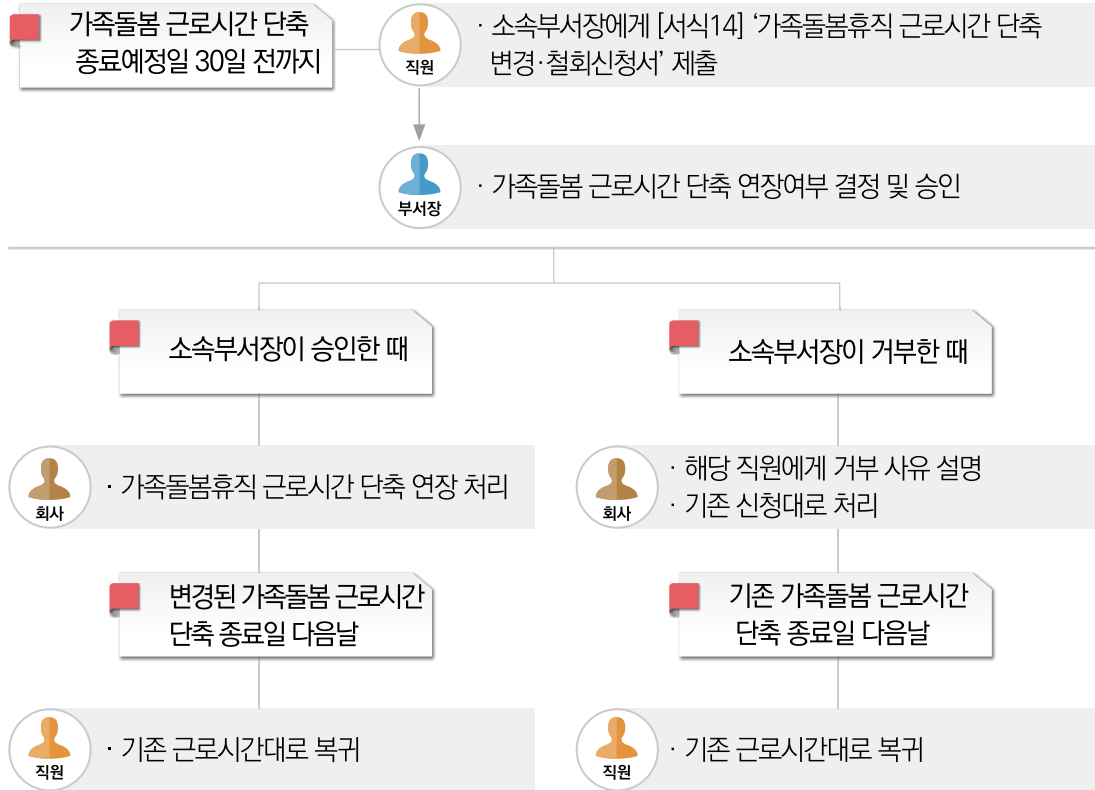 가족돌봄 근로시간 단축
종료예정일 30일 전까지
직원
· 소속부서장에게 [서식14] ‘가족돌봄휴직 근로시간 단축
변경·철회신청서’ 제출
부서장
· 가족돌봄 근로시간 단축 연장여부 결정 및 승인
소속부서장이 승인한 때
소속부서장이 거부한 때
회사
· 가족돌봄휴직 근로시간 단축 연장 처리
회사
· 해당 직원에게 거부 사유 설명
· 기존 신청대로 처리
변경된 가족돌봄 근로시간
단축 종료일 다음날
기존 가족돌봄 근로시간
단축 종료일 다음날
직원
· 기존 근로시간대로 복귀
직원
· 기존 근로시간대로 복귀